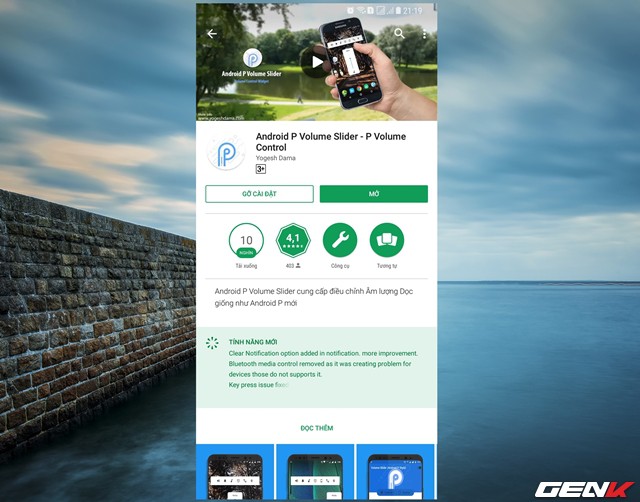 21:19
Android P Volume Slider
www.yogeshdama.com
Android P Volume Slider - P Volume
Control
Yogesh Dama
3+
GỠ CÀI ĐẶT
MỞ
10
NGHÌN
4,1
Tải xuống
403
Công cụ
Tương tự
Android P Volume Slider cung cấp điều chỉnh Âm lượng Dọc
giống như Android P mới
TÍNH NĂNG MỚI
Clear Notification option added in notification. more improvement.
Bluetooth media control removed as it was creating problem for
devices those do not supports it.
Key press issue fixed
ĐỌC THÊM
GENK